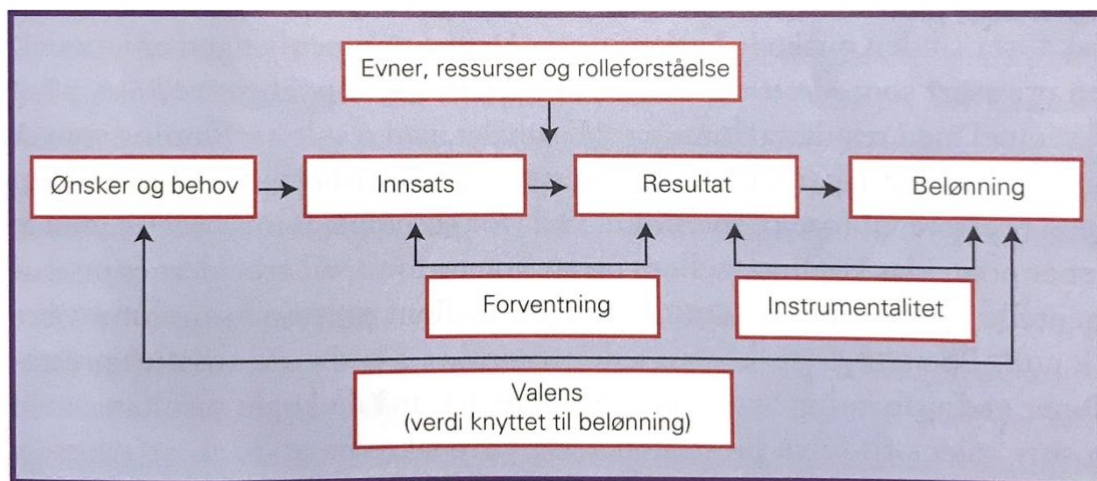 Evner, ressurser og rolleforståelse
Ønsker og behov
Innsats
Resultat
Belønning
Forventning
Instrumentalitet
Valens
(verdi knyttet til belønning)